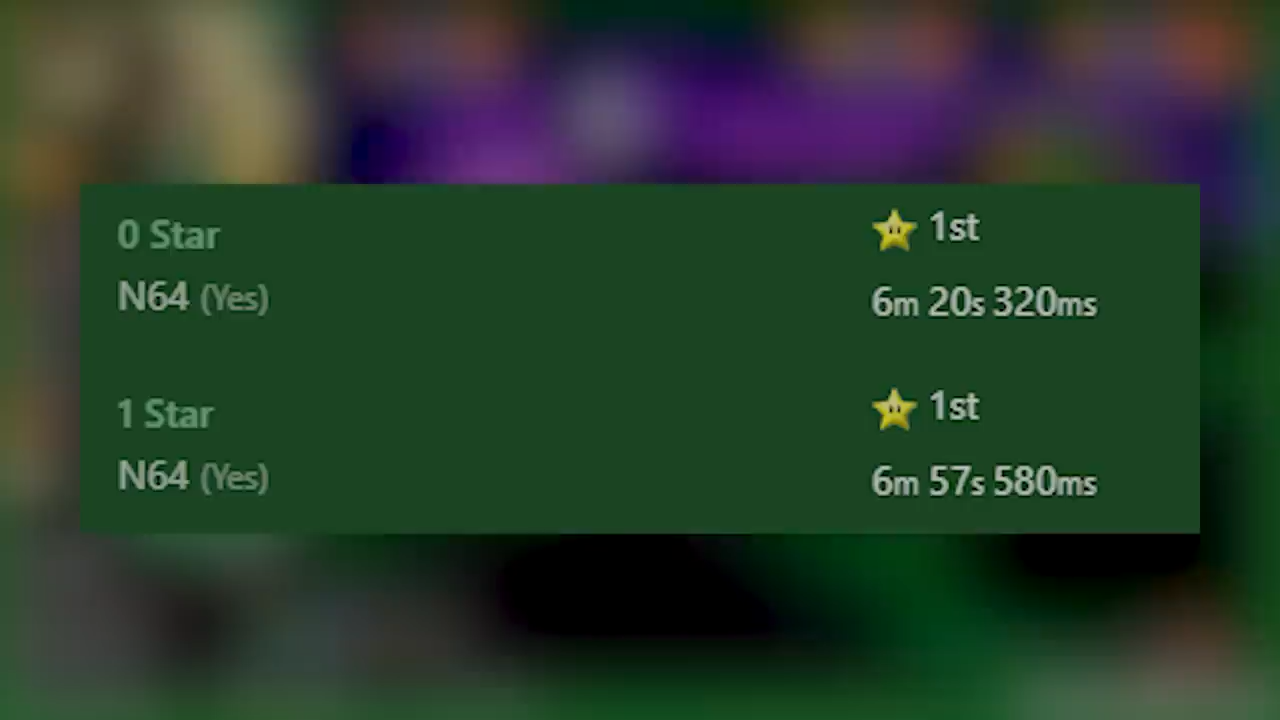 0 Star
1st
N64 (Yes)
6m 20s 320ms
1 Star
1st
N64 (Yes)
6m 57s 580ms